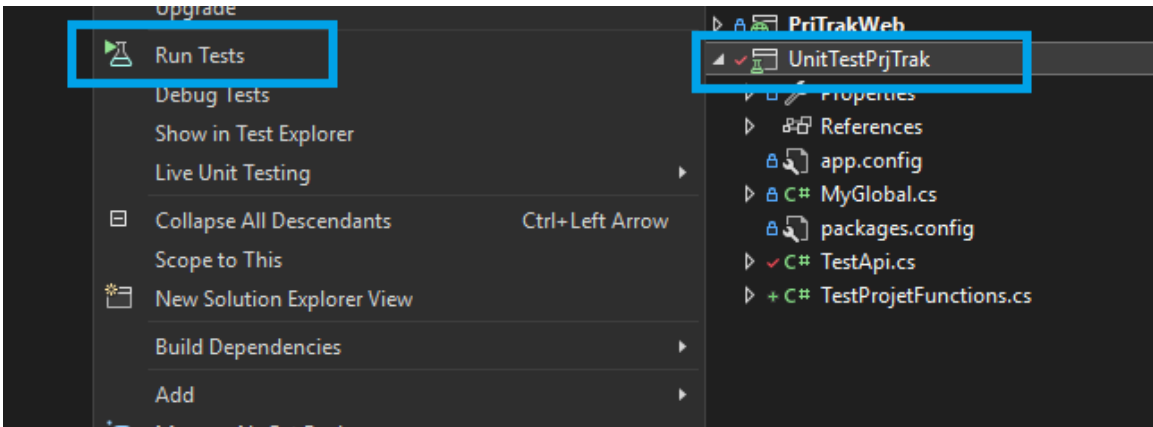 Upgrade
Run Tests
Debug Tests
Show in Test Explorer
Live Unit Testing
Collapse All Descendants Ctrl+Left Arrow
Scope to This
New Solution Explorer View
Build Dependencies
Add
PriTrakWeb
UnitTestPrjTrak
Properties
References
app.config
C# MyGlobal.cs
packages.config
C# TestApi.cs
+ C# TestProjetFunctions.cs